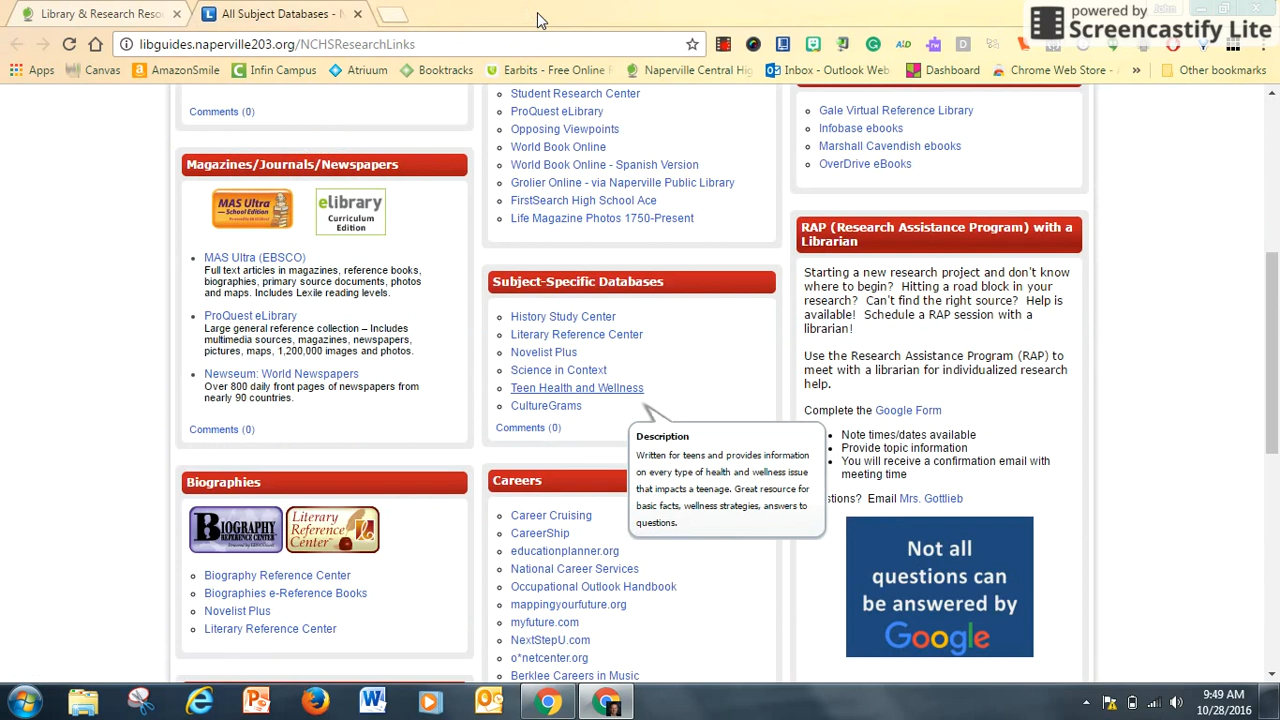 Library & Research Reso
All Subject Databases -
John
powered by
Screencastify Lite
libguides.naperville203.org/NCHSResearchLinks
Apps
Canvas
AmazonSmile
Infin Campus
Atrium
Booktracks
Earbits - Free Online
Naperville Central Hig
Inbox - Outlook Web
Dashboard
Chrome Web Store -
»
Other bookmarks
Comments (0)
Magazines/Journals/Newspapers
MAS Ultra
School Edition
elibrary
Curriculum
Edition
MAS Ultra (EBSCO)
Full text articles in magazines, reference books,
biographies, primary source documents, photos
and maps. Includes Lexile reading levels.
ProQuest eLibrary
Large general reference collection – Includes
multimedia sources, magazines, newspapers,
pictures, maps, 1,200,000 images and photos.
Newseum: World Newspapers
Over 800 daily front pages of newspapers from
nearly 90 countries.
Comments (0)
Biographies
BIOGRAPHY
REFERENCE CENTER
Literary
Reference
Center
Biography Reference Center
Biographies e-Reference Books
Novelist Plus
Literary Reference Center
Student Research Center
ProQuest eLibrary
Opposing Viewpoints
World Book Online
World Book Online - Spanish Version
Grolier Online - via Naperville Public Library
FirstSearch High School Ace
Life Magazine Photos 1750-Present
Subject-Specific Databases
History Study Center
Literary Reference Center
Novelist Plus
Science in Context
Teen Health and Wellness
CultureGrams
Comments (0)
Description
Written for teens and provides information
on every type of health and wellness issue
that impacts a teenage. Great resource for
basic facts, wellness strategies, answers to
questions.
Careers
Career Cruising
CareerShip
educationplanner.org
National Career Services
Occupational Outlook Handbook
mappingyourfuture.org
myfuture.com
NextStepU.com
o*netcenter.org
Berklee Careers in Music
Gale Virtual Reference Library
Infobase ebooks
Marshall Cavendish ebooks
OverDrive eBooks
RAP (Research Assistance Program) with a
Librarian
Starting a new research project and don't know
where to begin? Hitting a road block in your
research? Can't find the right source? Help is
available! Schedule a RAP session with a
librarian!
Use the Research Assistance Program (RAP) to
meet with a librarian for individualized research
help.
Complete the Google Form
Note times/dates available
Provide topic information
You will receive a confirmation email with
meeting time
stions? Email Mrs. Gottlieb
Not all
questions can
be answered by
Google
9:49 AM
10/28/2016